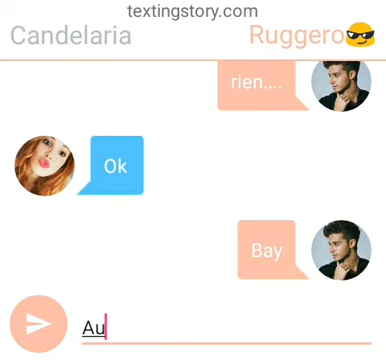 textingstory.com
Candelaria
Ruggero😎
rien....
Ok
Bay
Au